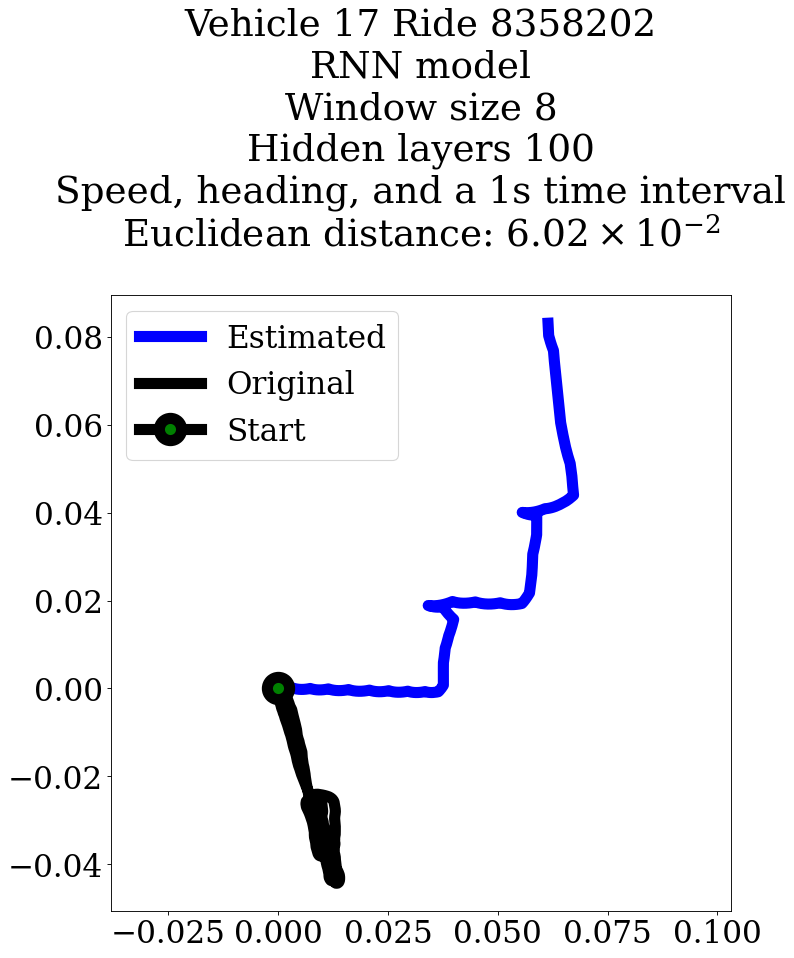 Vehicle 17 Ride 8358202
RNN model
Window size 8
Hidden layers 100
Speed, heading, and a 1s time interval
Euclidean distance: 6.02 × 10⁻²
Estimated
Original
Start
0.08
0.06
0.04
0.02
0.00
−0.02
−0.04
−0.025 0.000 0.025 0.050 0.075 0.100